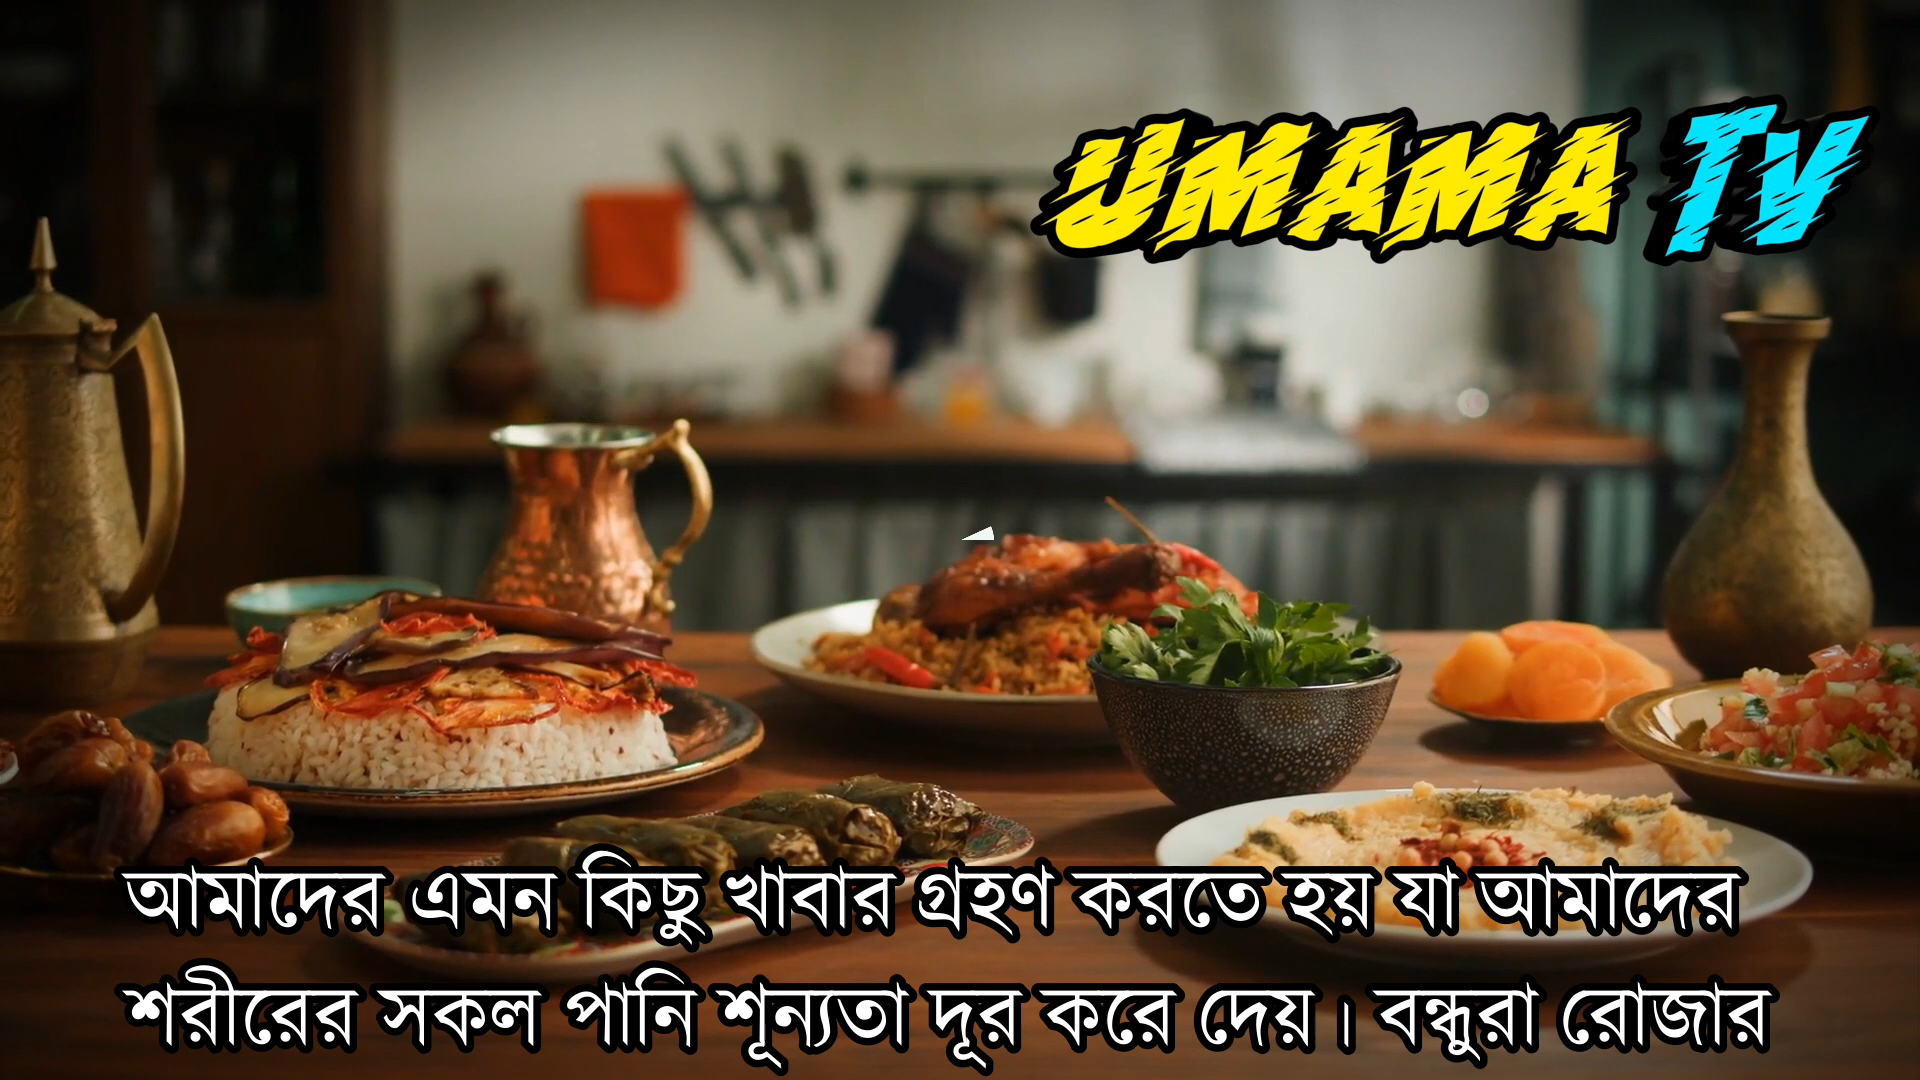 UMAMA Tv
আমাদের এমন কিছু খাবার গ্রহণ করতে হয় যা আমাদের
শরীরের সকল পানি শূন্যতা দূর করে দেয়। বন্ধুরা রোজার